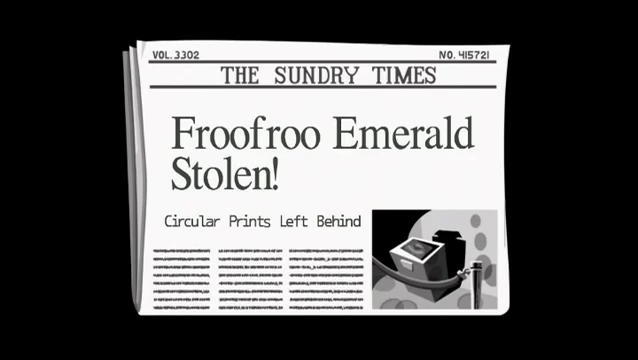 VOL. 3302 NO. 415721
THE SUNDRY TIMES
Froofroo Emerald
Stolen!
Circular Prints Left Behind